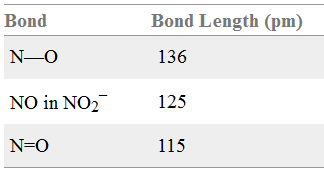 Bond Bond Length (pm)
N—O 136
NO in NO₂⁻ 125
N=O 115